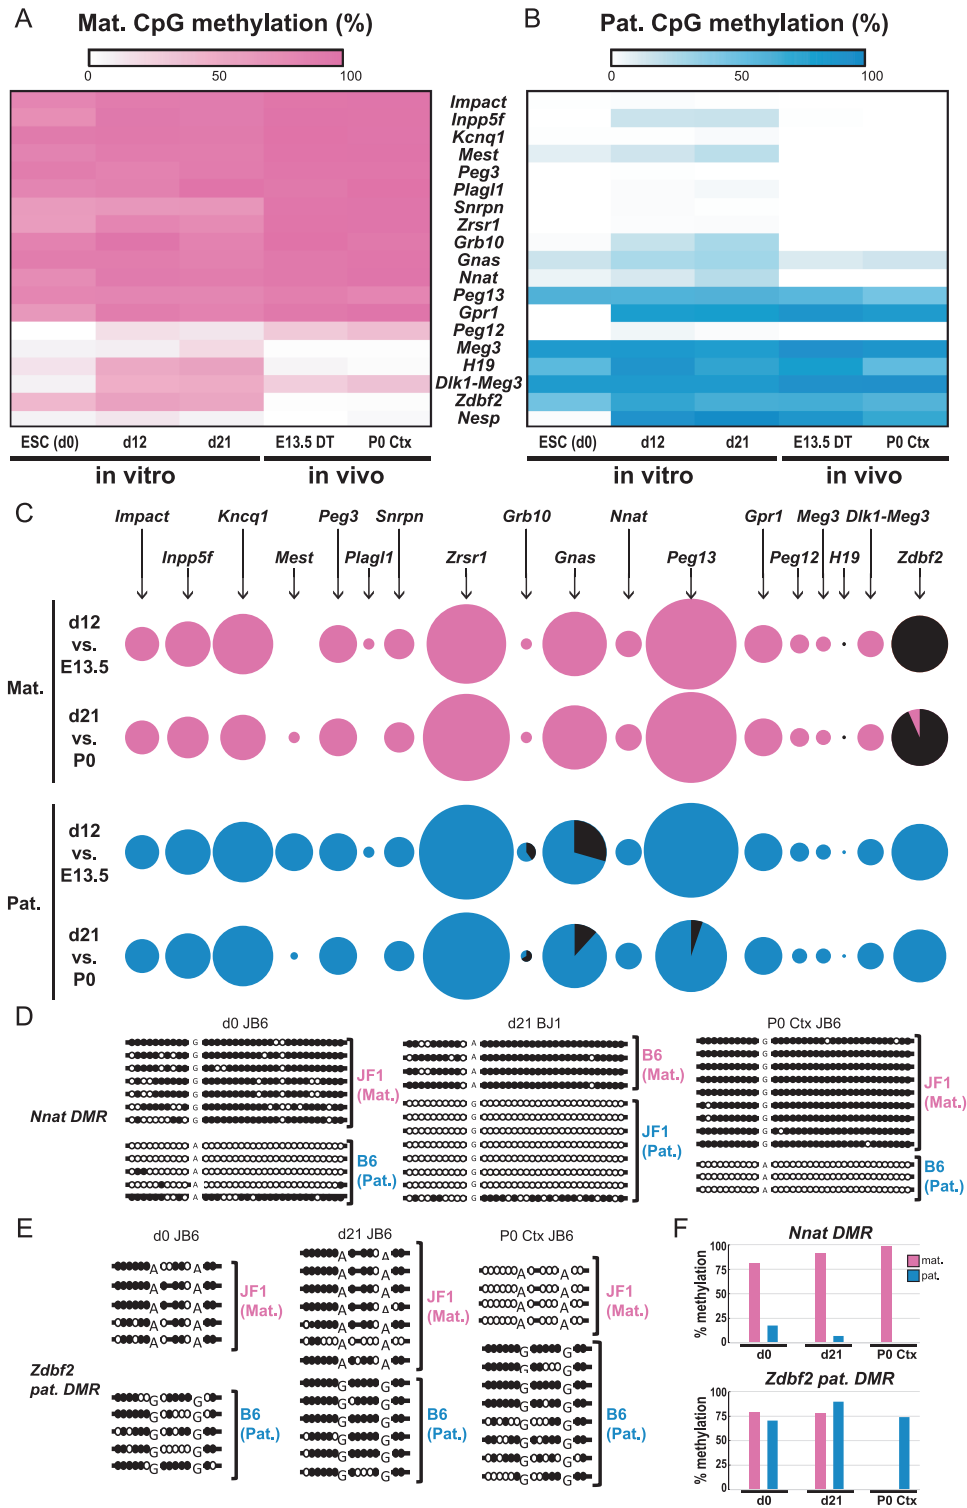 A
Mat. CpG methylation (%)
0 50 100
B
Pat. CpG methylation (%)
0 50 100
Impact
Inpp5f
Kcnq1
Mest
Peg3
Plagl1
Snrpn
Zrsr1
Grb10
Gnas
Nnat
Peg13
Gpr1
Peg12
Meg3
H19
Dlk1-Meg3
Zdbf2
Nesp
ESC (d0) d12 d21 E13.5 DT P0 Ctx
in vitro in vivo
ESC (d0) d12 d21 E13.5 DT P0 Ctx
in vitro in vivo
C
Impact Kncq1 Peg3 Snrpn Grb10 Nnat Gpr1 Meg3 Dlk1-Meg3
Inpp5f Mest Plagl1 Zrsr1 Gnas Peg13 Peg12 H19 Zdbf2
Mat.
d12
vs.
E13.5
d21
vs.
P0
Pat.
d12
vs.
E13.5
d21
vs.
P0
D
d0 JB6
d21 BJ1
P0 Ctx JB6
Nnat DMR
G
G
G
G
G
G
G
JF1
(Mat.)
A
A
A
A
A
B6
(Pat.)
A
A
A
A
B6
(Mat.)
G
G
G
G
G
G
G
G
JF1
(Pat.)
G
G
G
G
G
G
G
G
G
JF1
(Mat.)
A
A
A
B6
(Pat.)
E
d0 JB6
d21 JB6
P0 Ctx JB6
Zdbf2
pat. DMR
A A
A A
A A
A A
A A
JF1
(Mat.)
G G
G G
G G
G G
G G
B6
(Pat.)
A A
A A
A A
A A
A A
A A
A A
JF1
(Mat.)
G G
G G
G G
G G
G G
G G
B6
(Pat.)
A A
A A
A A
A A
JF1
(Mat.)
G G
G G
G G
G G
G G
G G
G G
G G
B6
(Pat.)
F
Nnat DMR
% methylation
100
75
50
25
0
mat.
pat.
d0 d21 P0 Ctx
Zdbf2 pat. DMR
% methylation
100
75
50
25
0
d0 d21 P0 Ctx